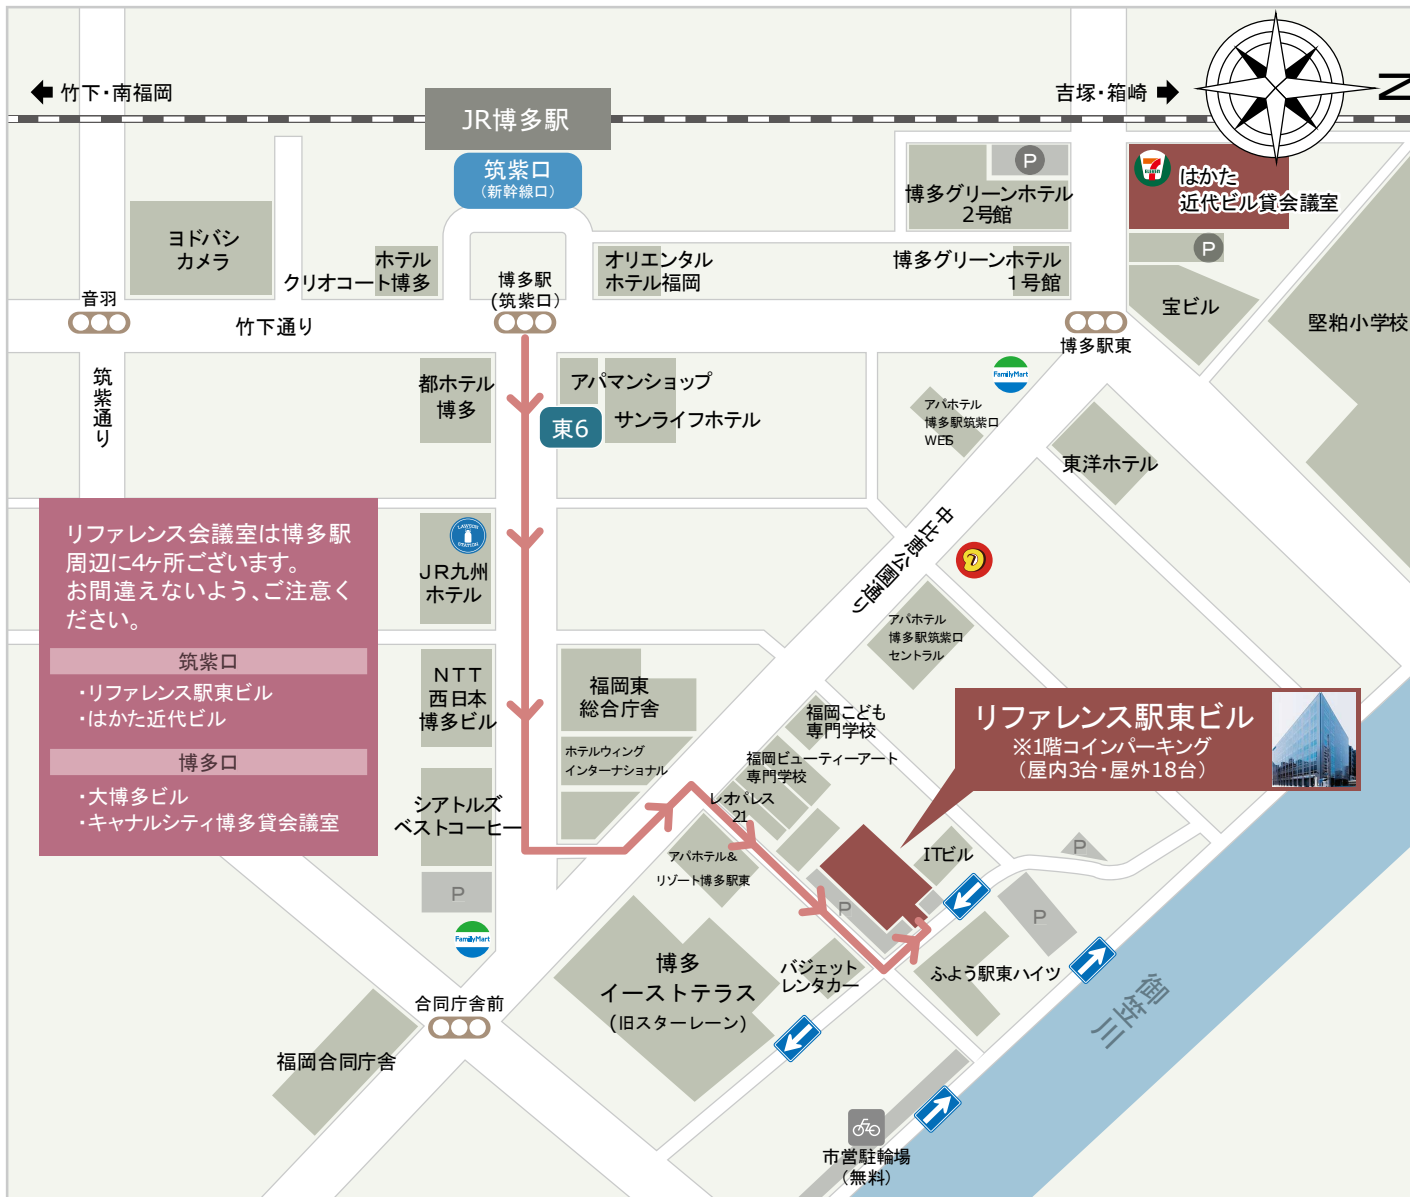 竹下・南福岡
JR博多駅
吉塚・箱崎
N
筑紫口
(新幹線口)
P
博多グリーンホテル
2号館
はかた
近代ビル貸会議室
ヨドバシ
カメラ
ホテル
クリオコート博多
博多駅
(筑紫口)
オリエンタル
ホテル福岡
博多グリーンホテル
1号館
P
宝ビル
堅粕小学校
音羽
竹下通り
博多駅東
筑紫通り
都ホテル
博多
アパマンショップ
サンライフホテル
東6
FamilyMart
アパホテル
博多駅筑紫口
WES
東洋ホテル
リファレンス会議室は博多駅
周辺に4ヶ所ございます。
お間違えないよう、ご注意く
ださい。
筑紫口
・リファレンス駅東ビル
・はかた近代ビル
博多口
・大博多ビル
・キャナルシティ博多貸会議室
LAWSON
STATION
JR九州
ホテル
中比恵公園通り
アパホテル
博多駅筑紫口
セントラル
NTT
西日本
博多ビル
福岡東
総合庁舎
ホテルウィング
インターナショナル
福岡こども
専門学校
福岡ビューティーアート
専門学校
レオパレス
21
リファレンス駅東ビル
※1階コインパーキング
(屋内3台・屋外18台)
シアトルズ
ベストコーヒー
P
FamilyMart
アパホテル&
リゾート博多駅東
ITビル
P
P
P
博多
イーストテラス
(旧スターレーン)
バジェット
レンタカー
ふよう駅東ハイツ
御笠川
合同庁舎前
福岡合同庁舎
市営駐輪場
(無料)